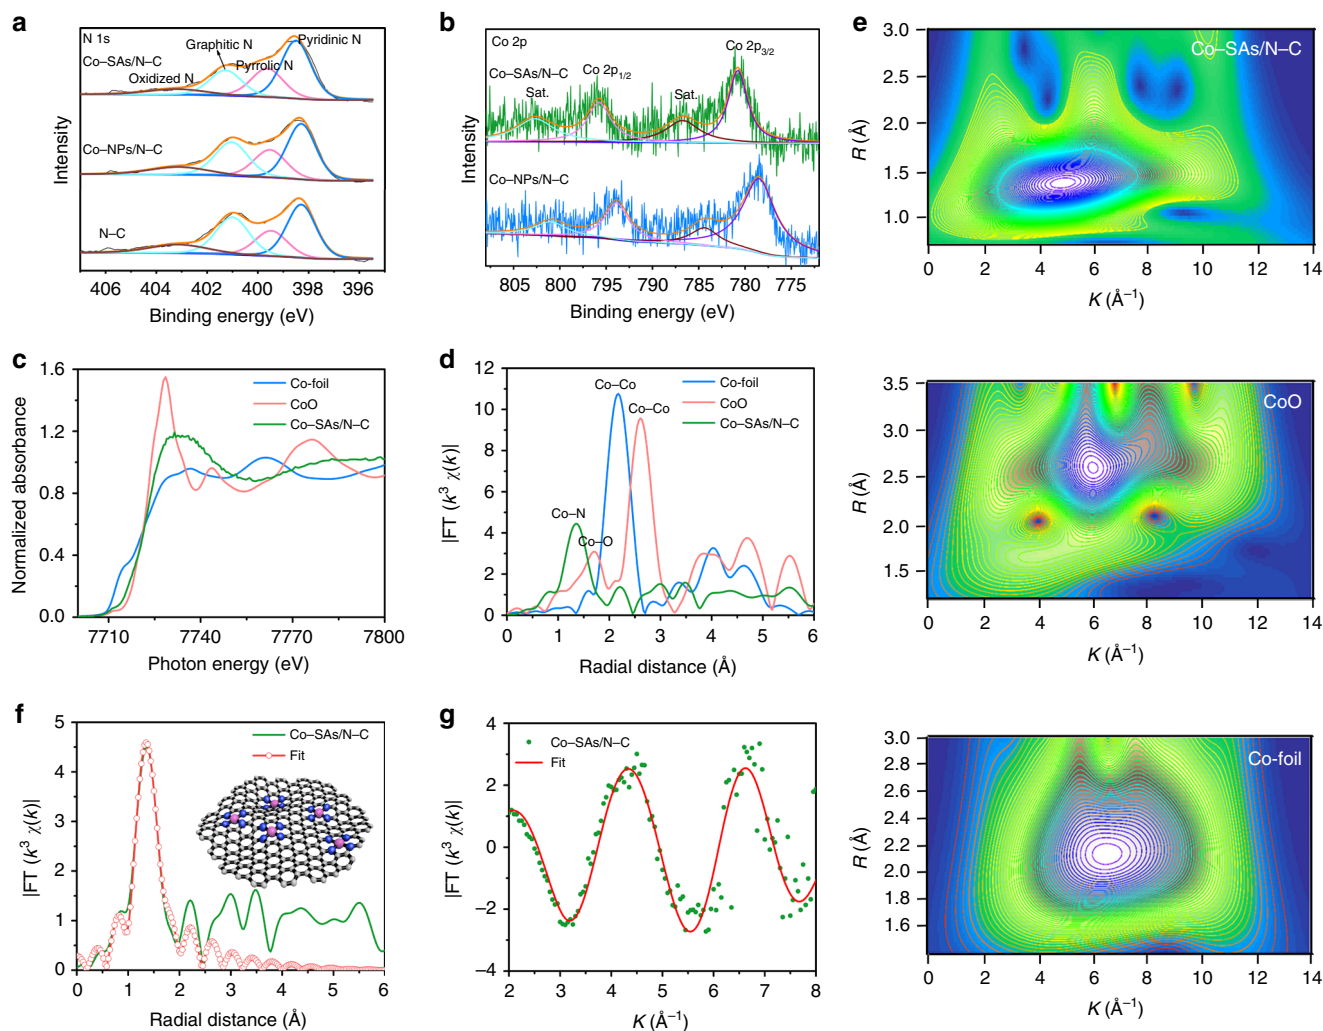 a
N 1s
Co–SAs/N–C
Graphitic N
Pyridinic N
Oxidized N
Pyrrolic N
Co–NPs/N–C
N–C
Intensity
406 404 402 400 398 396
Binding energy (eV)
b
Co 2p
Co 2p3/2
Co–SAs/N–C
Co 2p1/2
Sat.
Sat.
Co–NPs/N–C
Intensity
805 800 795 790 785 780 775
Binding energy (eV)
e
Co–SAs/N–C
3.0
2.5
2.0
1.5
1.0
R (Å)
0 2 4 6 8 10 12 14
K (Å–1)
c
1.6
1.2
0.8
0.4
0.0
Co-foil
CoO
Co–SAs/N–C
Normalized absorbance
7710 7740 7770 7800
Photon energy (eV)
d
12
10
8
6
4
2
0
Co–Co
Co-foil
CoO
Co–Co
Co–SAs/N–C
Co–N
Co–O
|FT (k3 χ(k)|
0 1 2 3 4 5 6
Radial distance (Å)
CoO
3.5
3.0
2.5
2.0
1.5
R (Å)
0 2 4 6 8 10 12 14
K (Å–1)
f
5
4
3
2
1
0
Co–SAs/N–C
Fit
|FT (k3 χ(k)|
0 1 2 3 4 5 6
Radial distance (Å)
g
4
2
0
–2
–4
Co–SAs/N–C
Fit
|FT (k3 χ(k)|
2 3 4 5 6 7 8
K (Å–1)
Co-foil
3.0
2.8
2.6
2.4
2.2
2.0
1.8
1.6
R (Å)
0 2 4 6 8 10 12 14
K (Å–1)